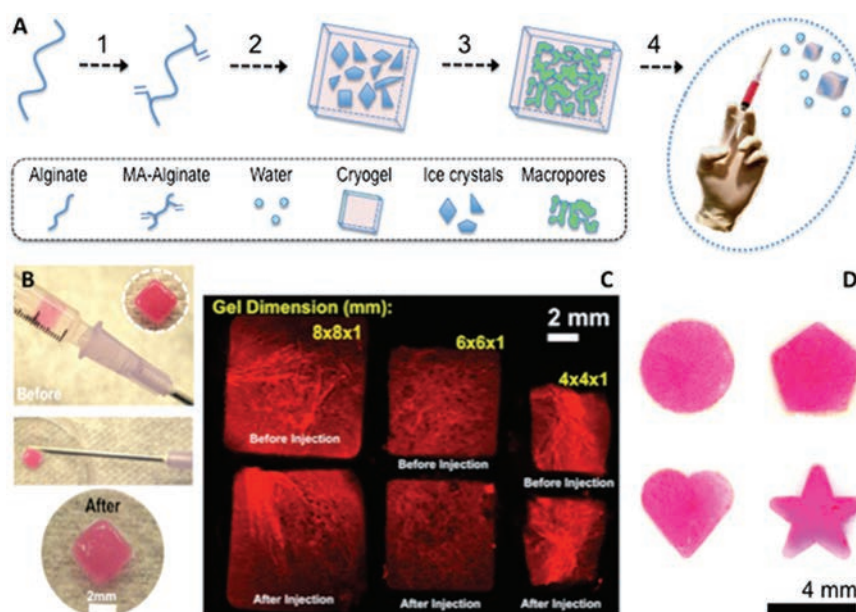 A
1 2 3 4
Alginate MA-Alginate Water Cryogel Ice crystals Macropores
B
Before
After
2mm
C
Gel Dimension (mm):
2 mm
8x8x1
6x6x1
4x4x1
Before Injection
Before Injection
Before Injection
After Injection
After Injection
After Injection
D
4 mm